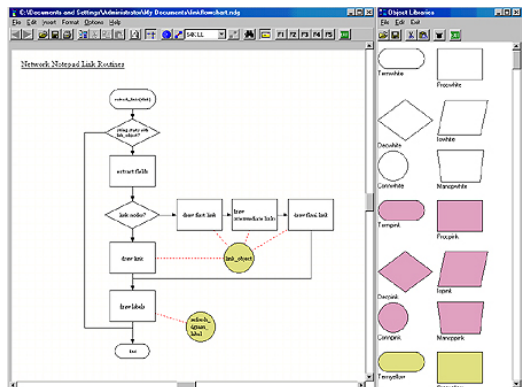 C:\Documents and Settings\Administrator\My Documents\linkflowchart.ndg
File Edit Insert Format Options Help
F1 F2 F3 F4 F5
Network Notepad Link Routines
extract fields
link nodes?
draw first link
draw
intermediate links
draw final link
draw link
link_object
draw labels
Object Libraries
File Edit Exit
Termwhite
Procwhite
Decwhite
Iowhite
Connwhite
Manopwhite
Termpink
Procpink
Decpink
Iopink
Connpink
Manoppink
Termyellow